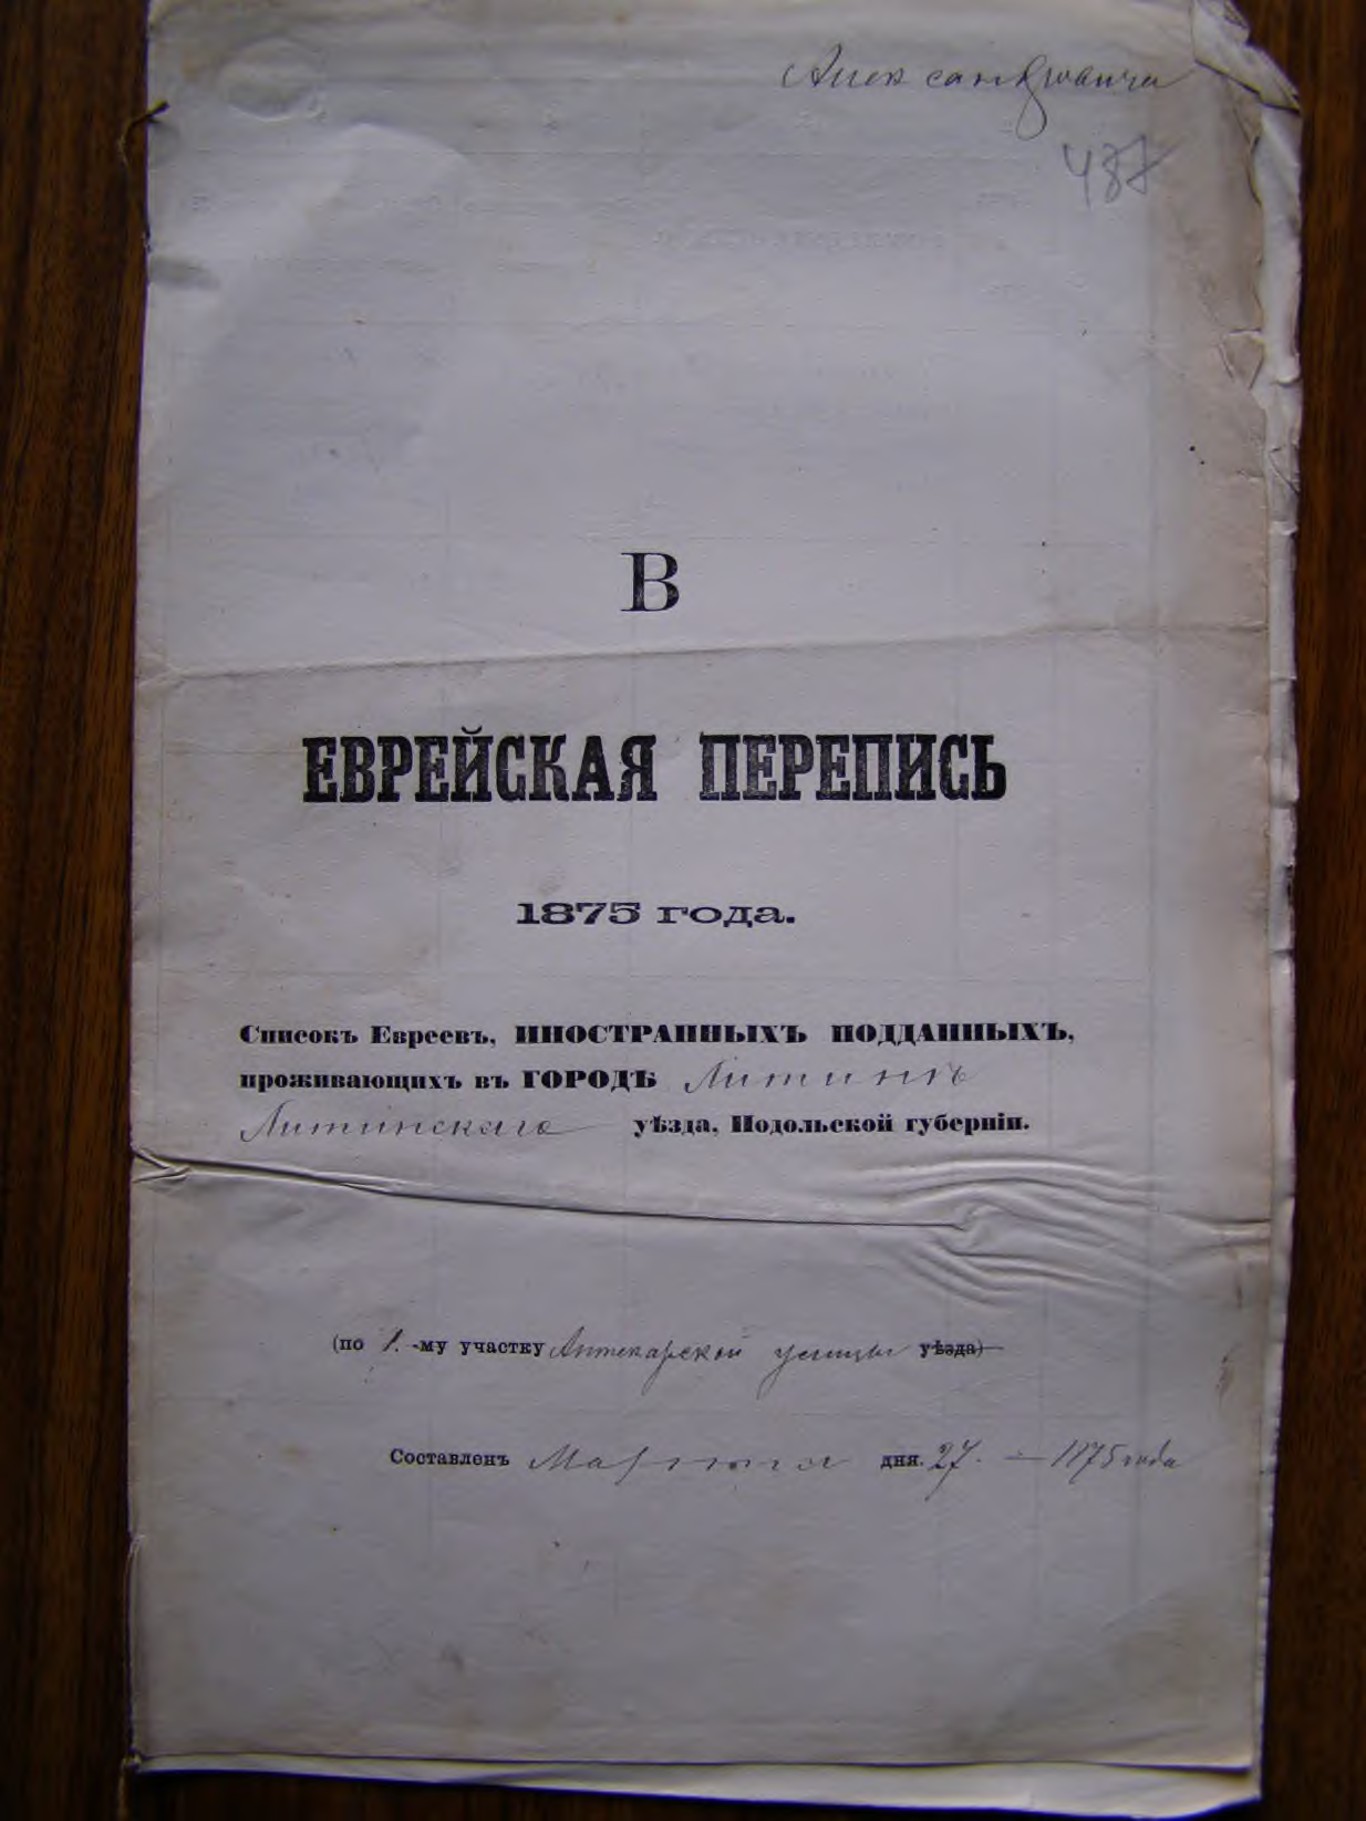 Александровича
487
В
ЕВРЕЙСКАЯ ПЕРЕПИСЬ
1875 года.
Списокъ Евреевъ, ИНОСТРАННЫХЪ ПОДДАННЫХЪ,
проживающихъ въ ГОРОДѢ Литинѣ
Литинскаго уѣзда, Подольской губерніи.
(по 1.-му участку Аптекарской улицы уѣзда)
Составленъ Марта дня 27. – 1875 года